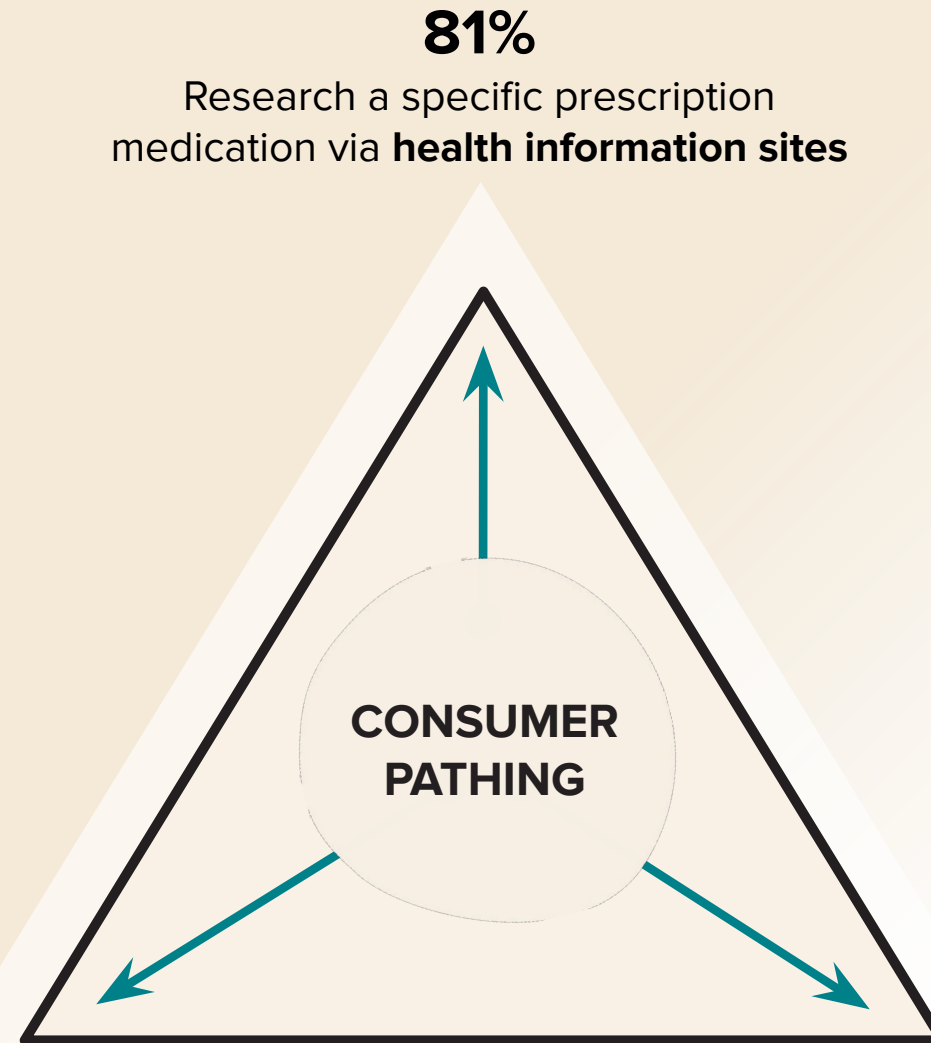 81%
Research a specific prescription
medication via health information sites
CONSUMER
PATHING